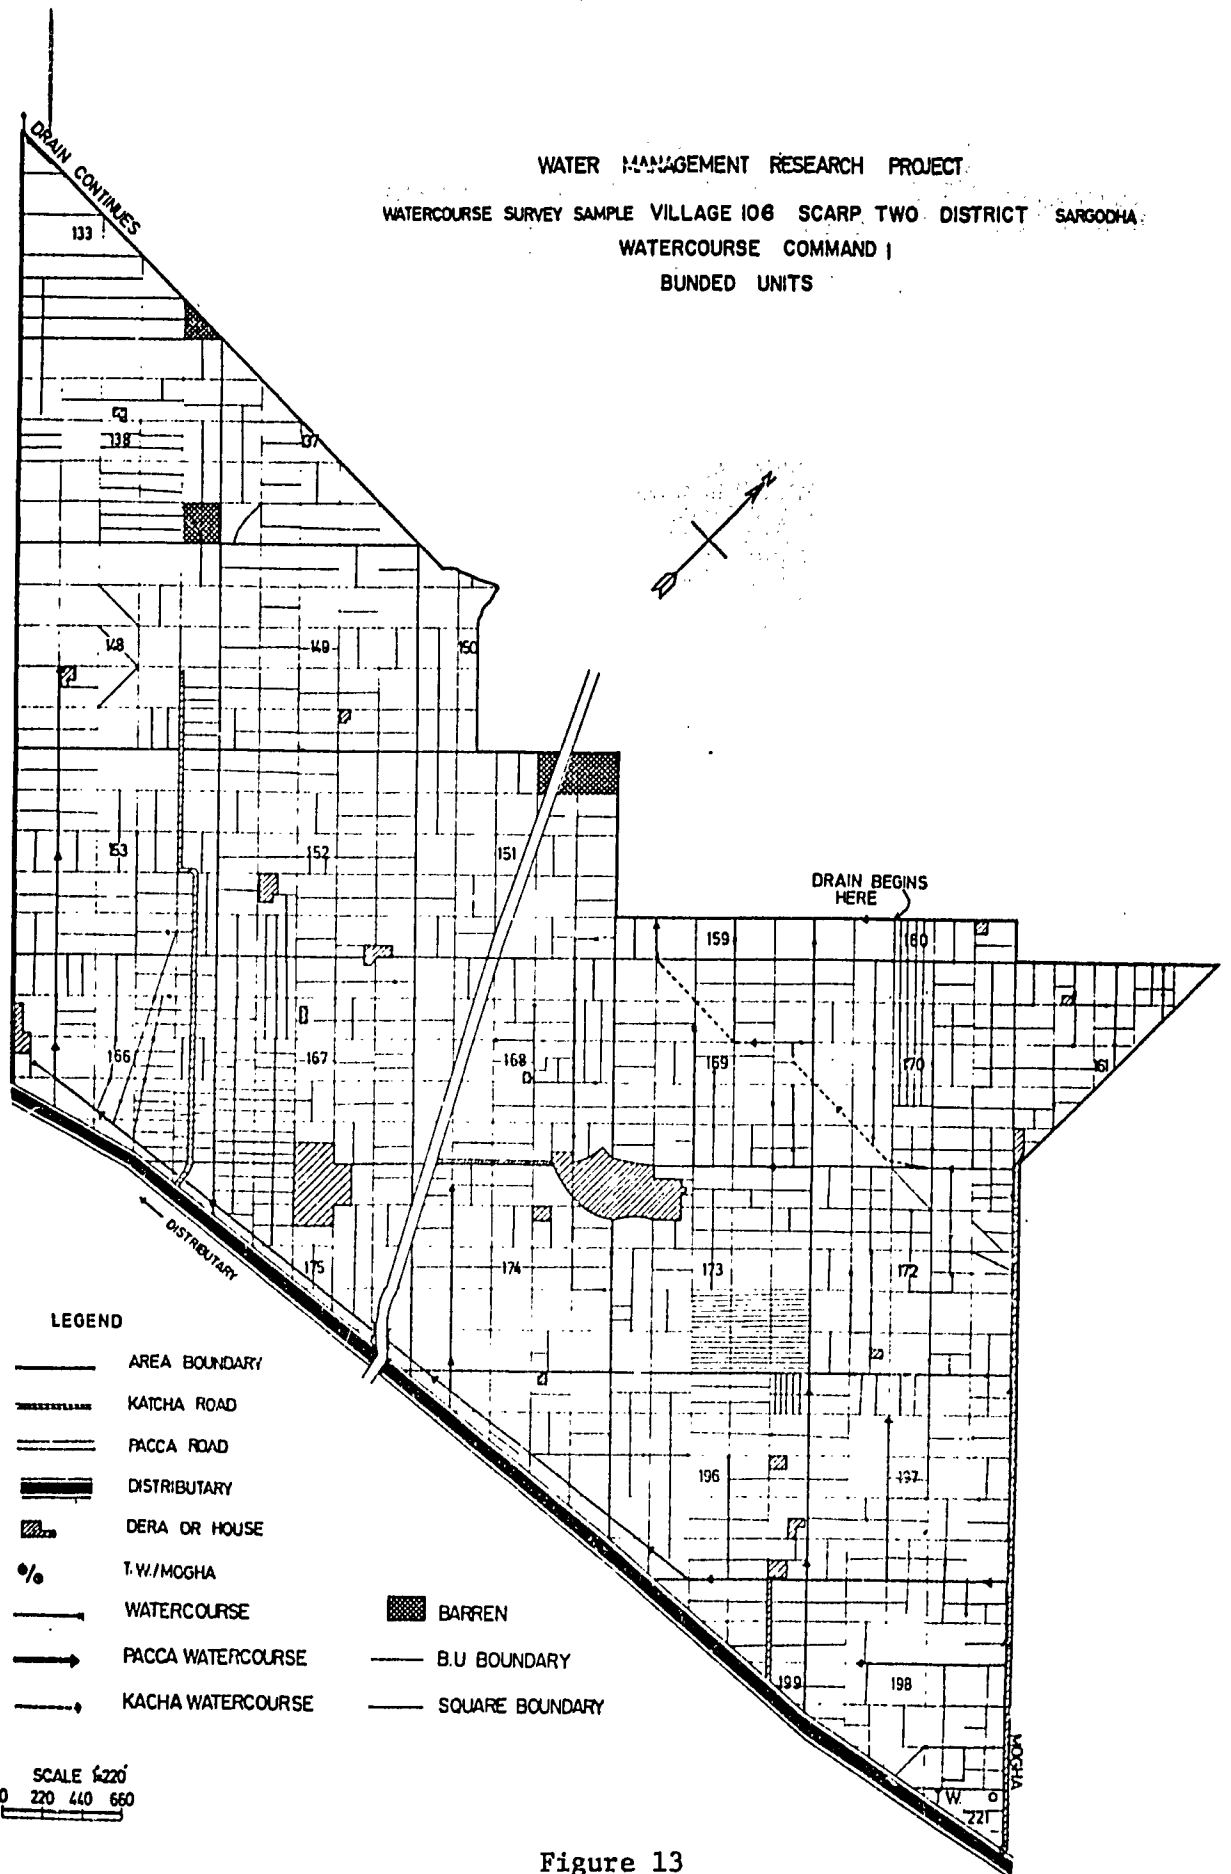 WATER MANAGEMENT RESEARCH PROJECT
WATERCOURSE SURVEY SAMPLE VILLAGE 106 SCARP TWO DISTRICT SARGODHA
WATERCOURSE COMMAND 1
BUNDED UNITS
DRAIN CONTINUES
133
138
137
N
148
149
150
153
152
151
DRAIN BEGINS
HERE
159
160
166
167
168
169
170
161
DISTRIBUTARY
175
174
173
172
196
197
199
198
MOGHA
T.W.
221
LEGEND
AREA BOUNDARY
KATCHA ROAD
PACCA ROAD
DISTRIBUTARY
DERA OR HOUSE
T.W./MOGHA
WATERCOURSE
PACCA WATERCOURSE
KACHA WATERCOURSE
BARREN
B.U BOUNDARY
SQUARE BOUNDARY
SCALE 1"=220'
0 220 440 660
Figure 13